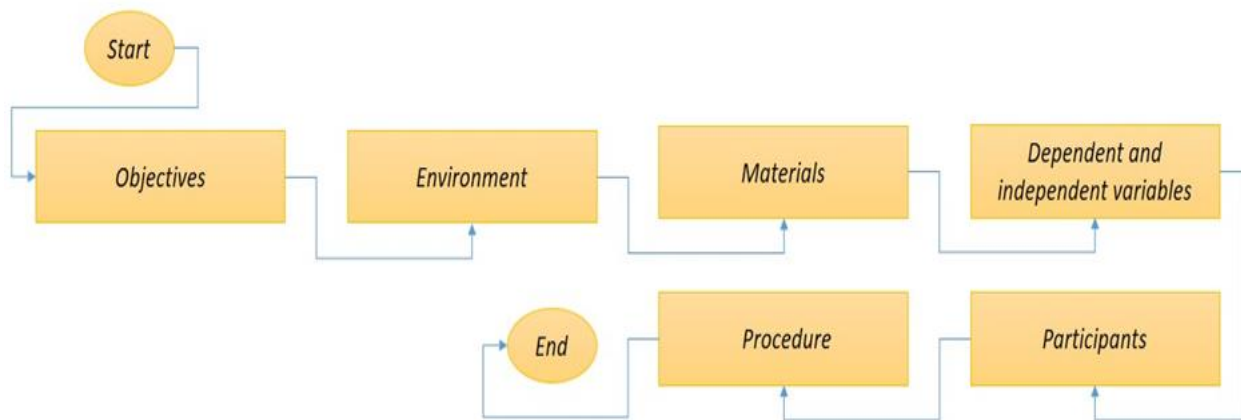 Start
Objectives
Environment
Materials
Dependent and
independent variables
Participants
Procedure
End